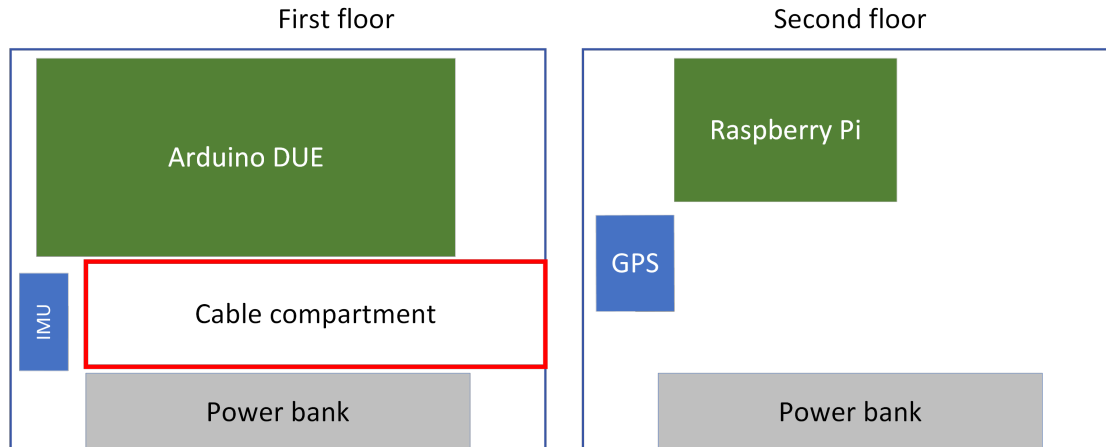 First floor
Second floor
Arduino DUE
Raspberry Pi
GPS
IMU
Cable compartment
Power bank
Power bank